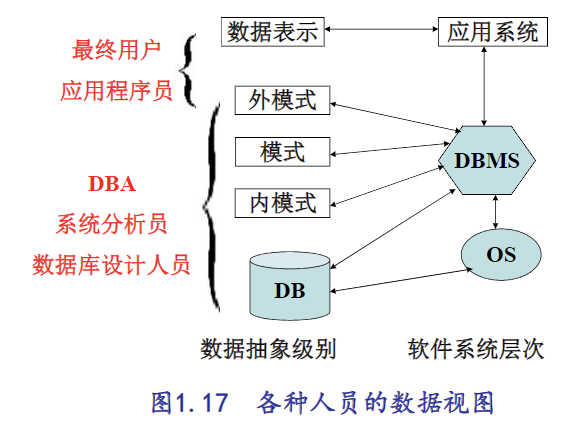 数据表示
应用系统
最终用户
应用程序员
外模式
模式
内模式
DBMS
DBA
系统分析员
数据库设计人员
DB
OS
数据抽象级别
软件系统层次
图1.17 各种人员的数据视图